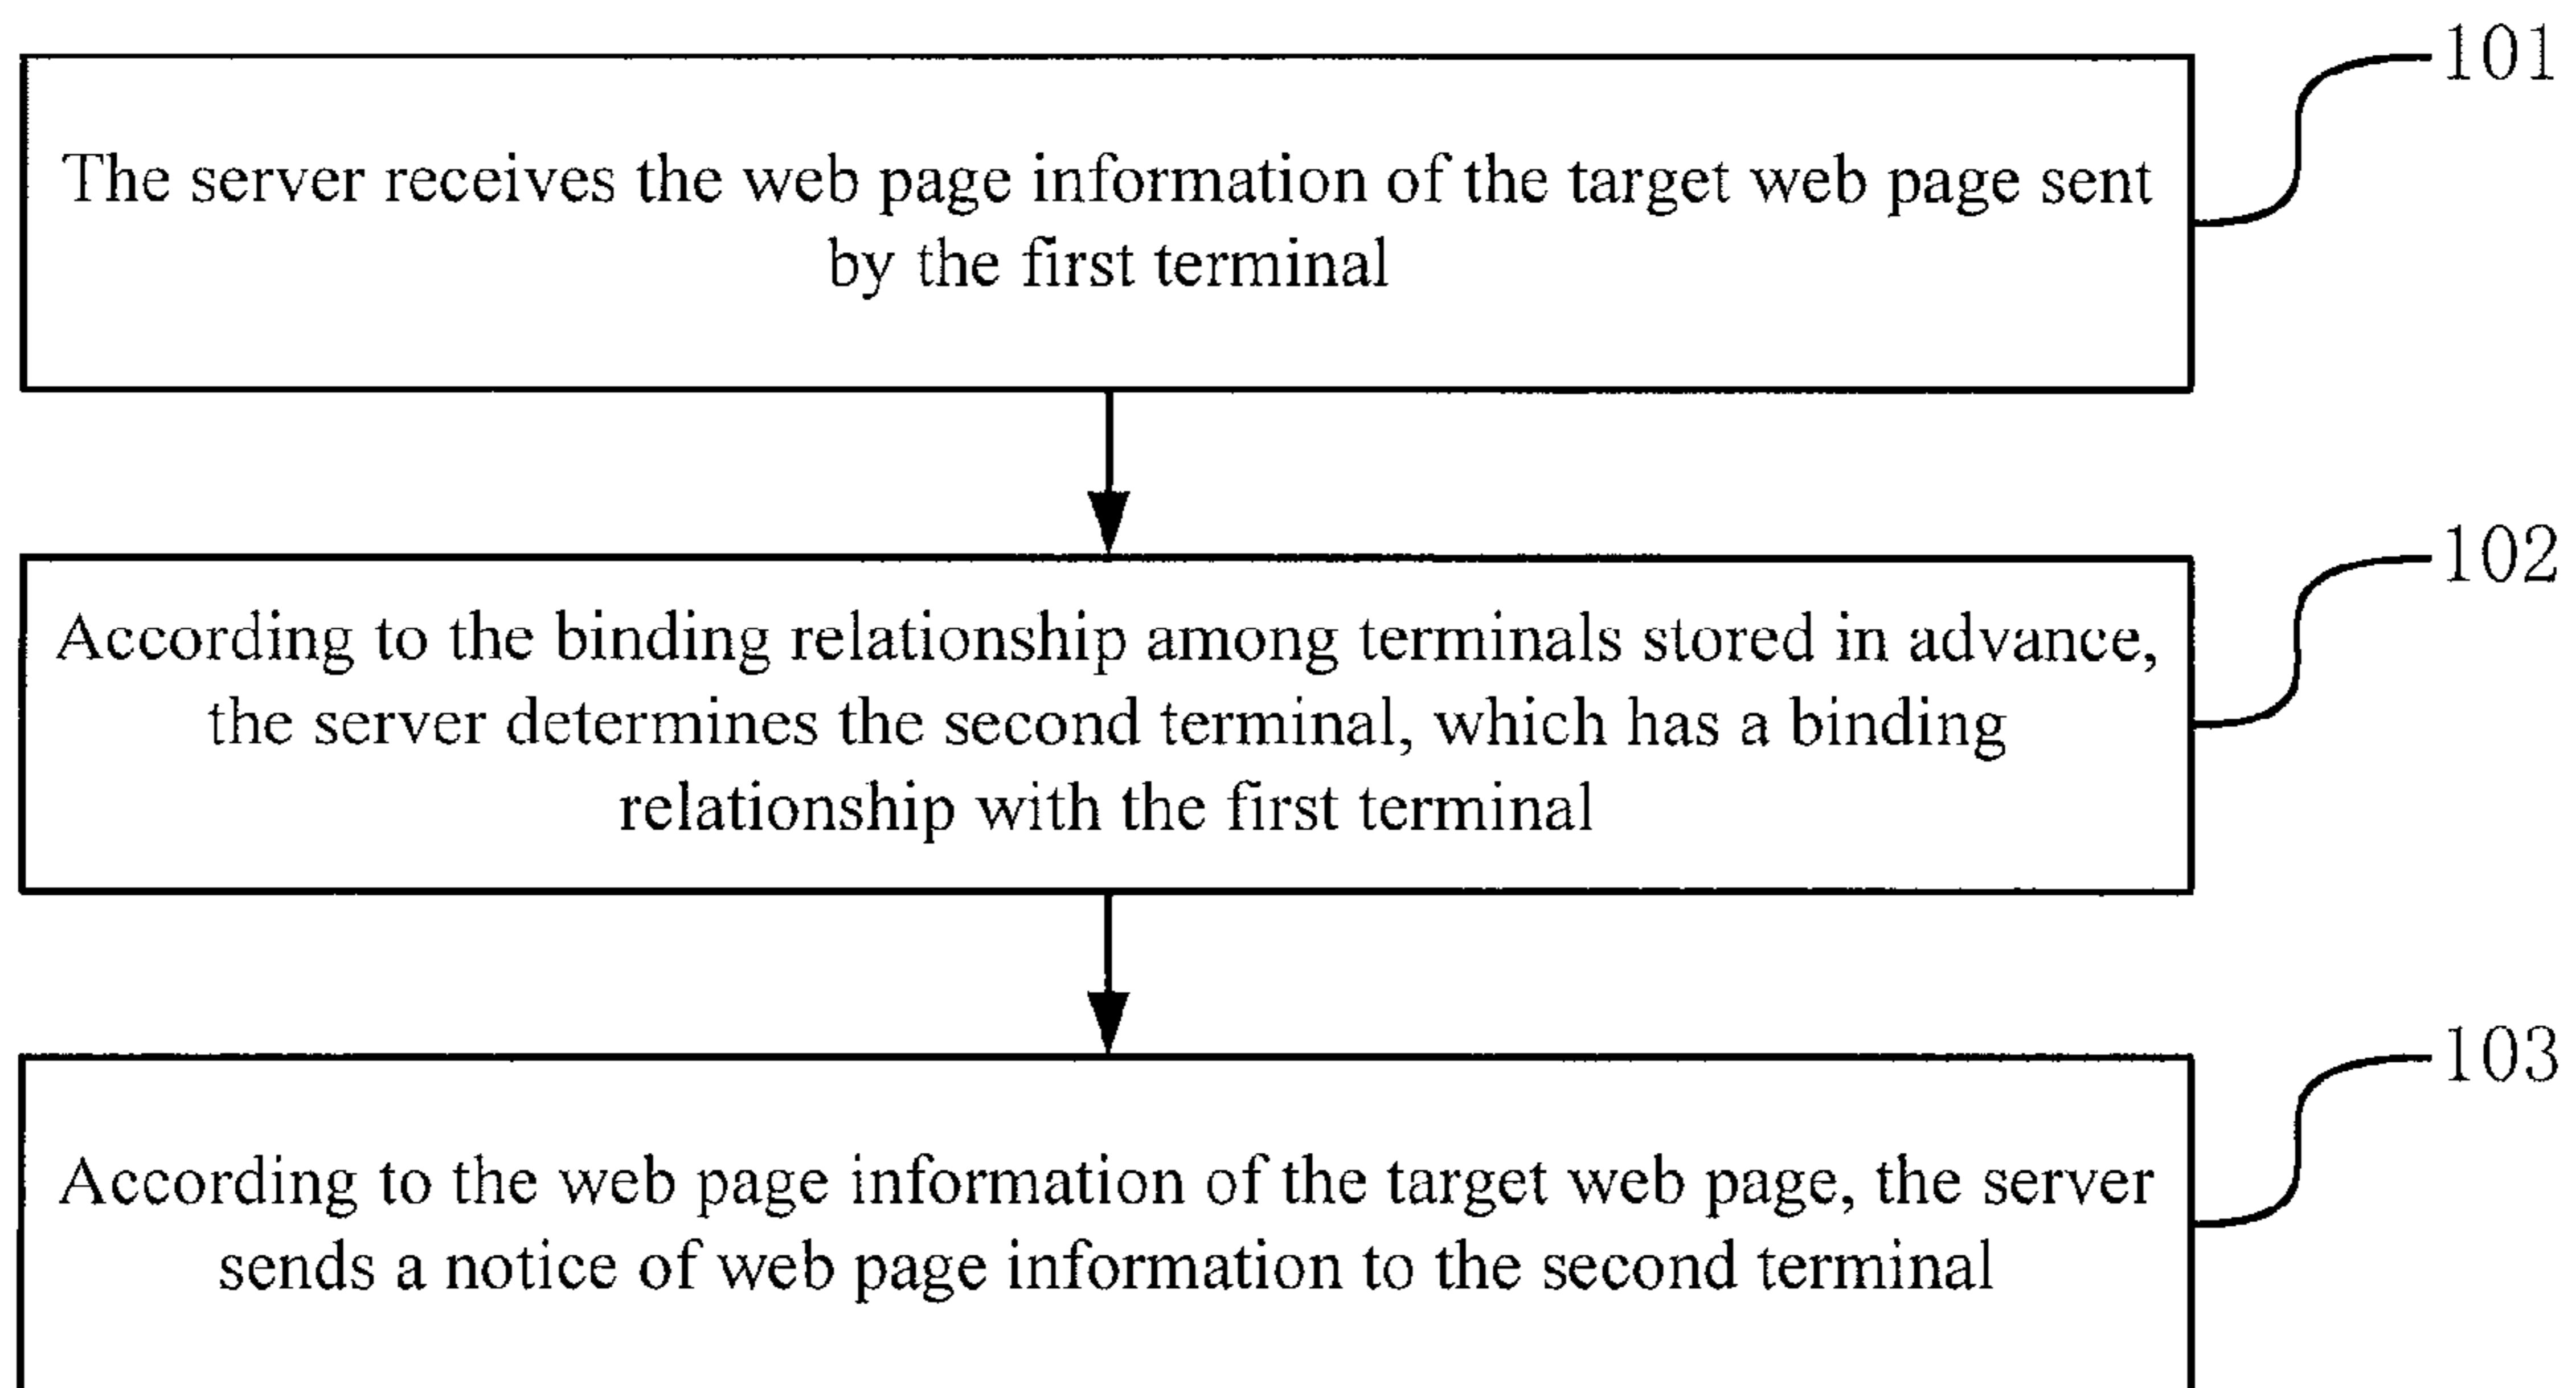 101
The server receives the web page information of the target web page sent
by the first terminal
102
According to the binding relationship among terminals stored in advance,
the server determines the second terminal, which has a binding
relationship with the first terminal
103
According to the web page information of the target web page, the server
sends a notice of web page information to the second terminal